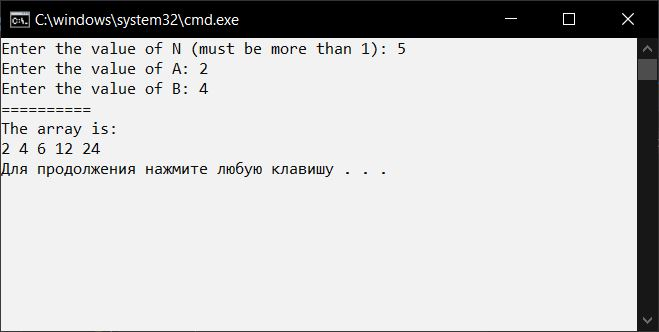 C:\windows\system32\cmd.exe
Enter the value of N (must be more than 1): 5
Enter the value of A: 2
Enter the value of B: 4
==========
The array is:
2 4 6 12 24
Для продолжения нажмите любую клавишу . . .